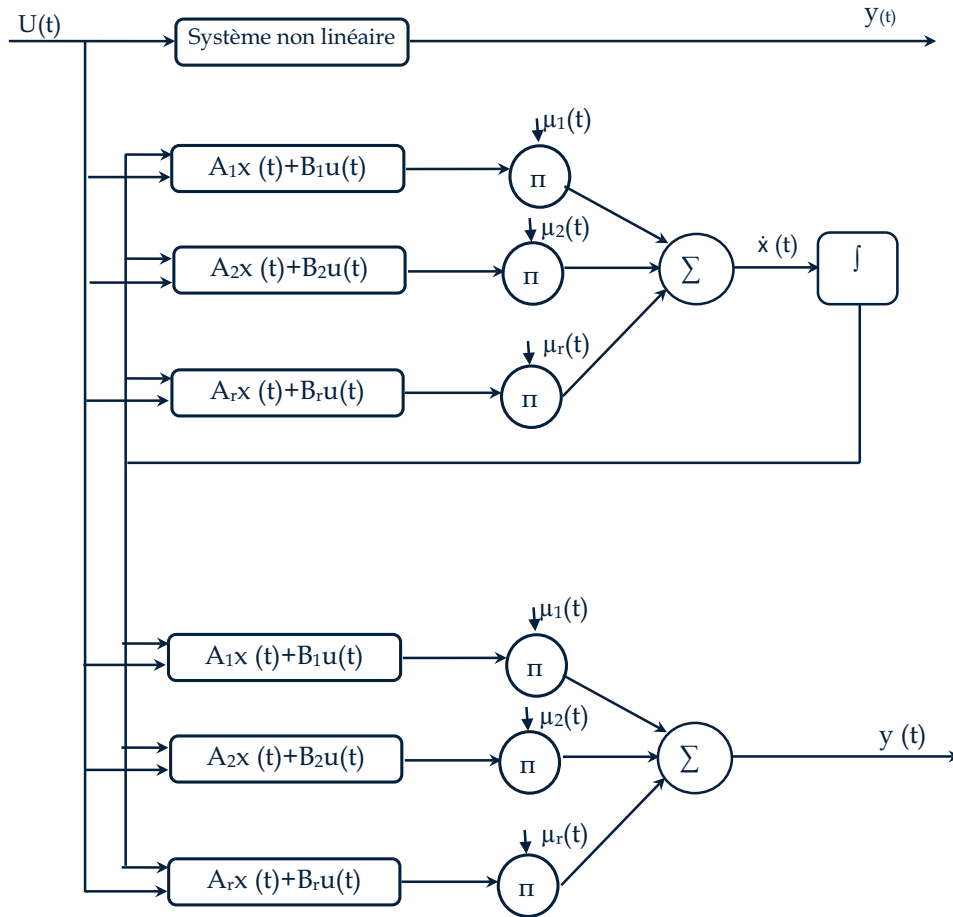 U(t)
y(t)
Système non linéaire
μ1(t)
A1x (t)+B1u(t)
π
μ2(t)
A2x (t)+B2u(t)
π
∑
ẋ (t)
∫
μr(t)
Arx (t)+Bru(t)
π
μ1(t)
A1x (t)+B1u(t)
π
μ2(t)
A2x (t)+B2u(t)
π
∑
y (t)
μr(t)
Arx (t)+Bru(t)
π